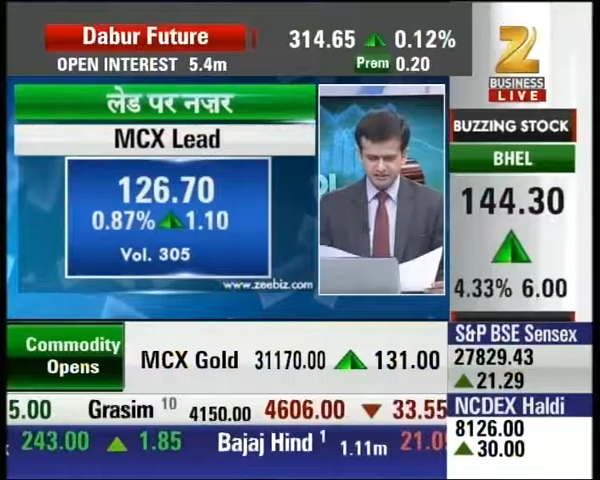 Dabur Future
314.65 0.12%
OPEN INTEREST 5.4m
Prem 0.20
Z
BUSINESS
LIVE
लेड पर नज़र
MCX Lead
126.70
0.87% 1.10
Vol. 305
www.zeebiz.com
BUZZING STOCK
BHEL
144.30
4.33% 6.00
Commodity
Opens
MCX Gold 31170.00 131.00
S&P BSE Sensex
27829.43
21.29
NCDEX Haldi
8126.00
30.00
5.00 Grasim 10 4150.00 4606.00 33.55
243.00 1.85 Bajaj Hind 1 1.11m 21.0